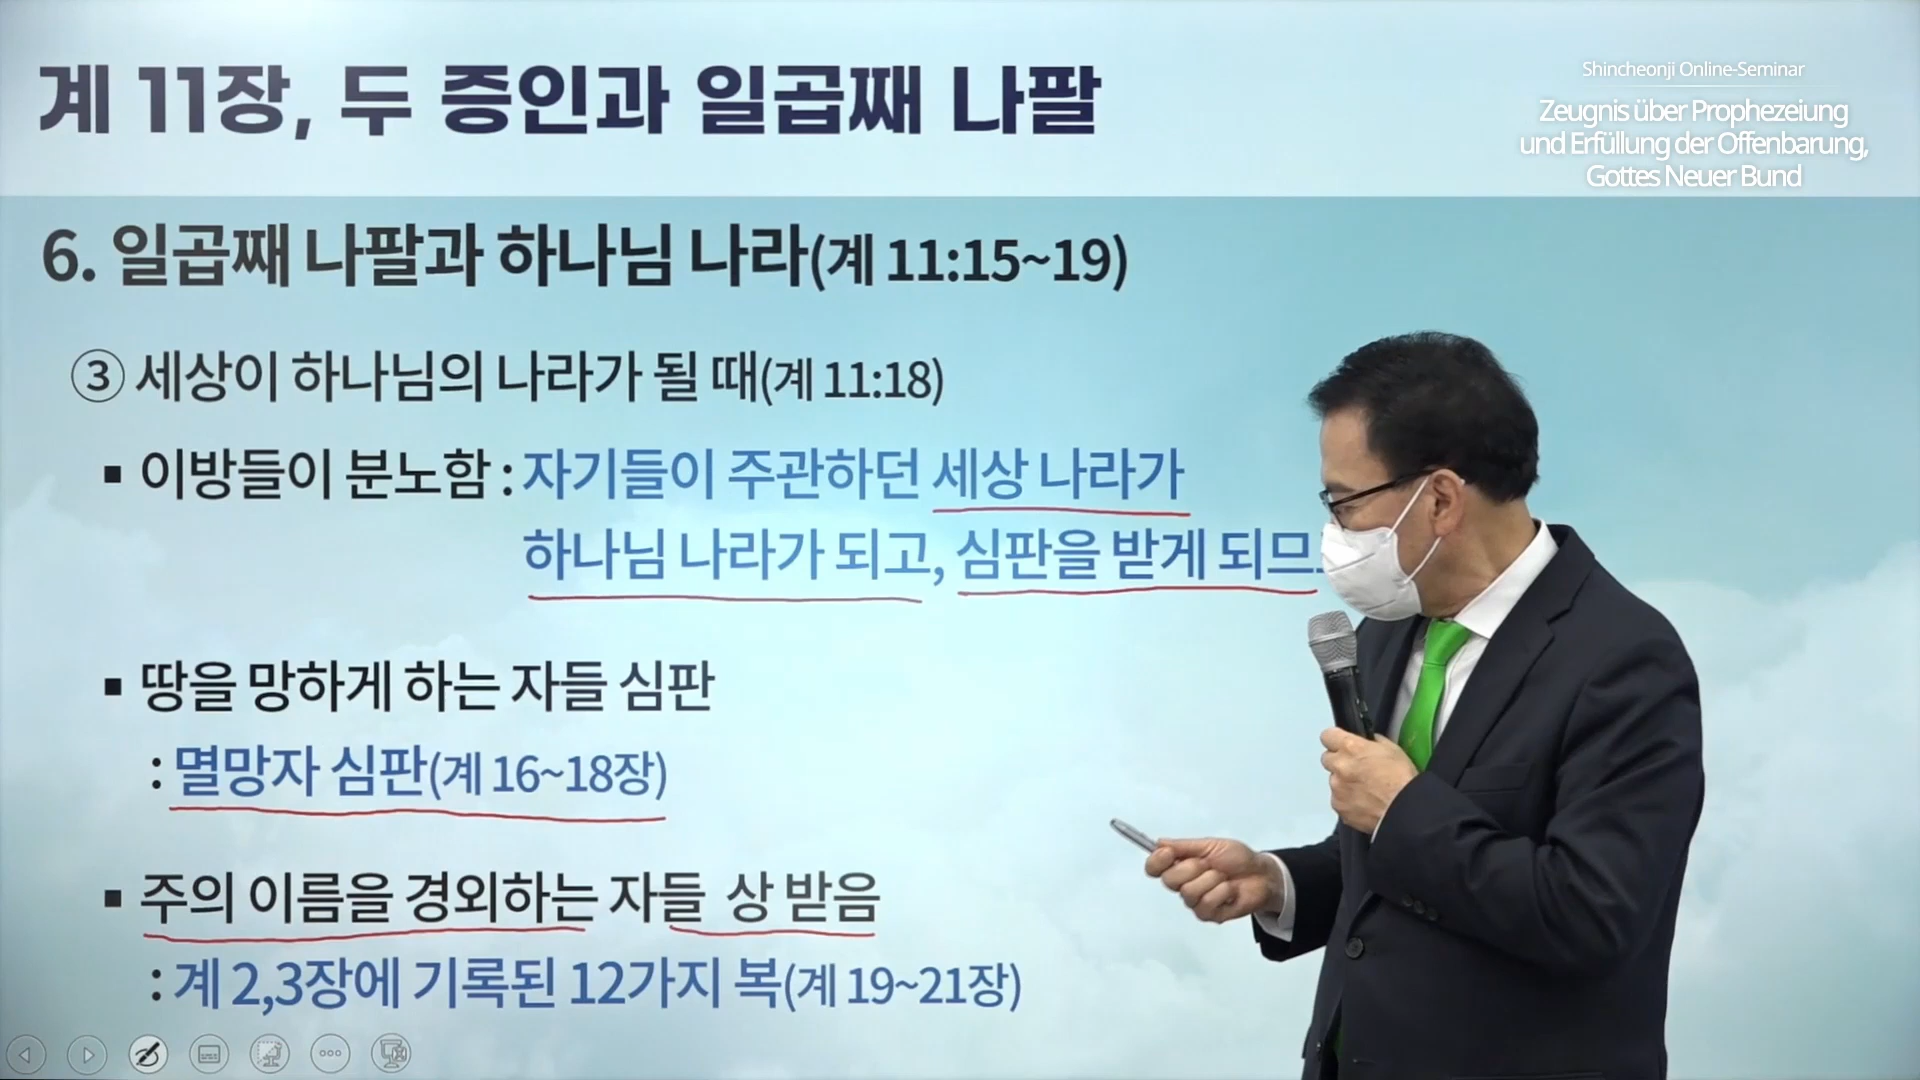 계 11장, 두 증인과 일곱째 나팔
Shincheonji Online-Seminar
Zeugnis über Prophezeiung
und Erfüllung der Offenbarung,
Gottes Neuer Bund
6. 일곱째 나팔과 하나님 나라(계 11:15~19)
③ 세상이 하나님의 나라가 될 때(계 11:18)
▪ 이방들이 분노함 : 자기들이 주관하던 세상 나라가
하나님 나라가 되고, 심판을 받게 되므
▪ 땅을 망하게 하는 자들 심판
: 멸망자 심판(계 16~18장)
▪ 주의 이름을 경외하는 자들 상 받음
: 계 2,3장에 기록된 12가지 복(계 19~21장)